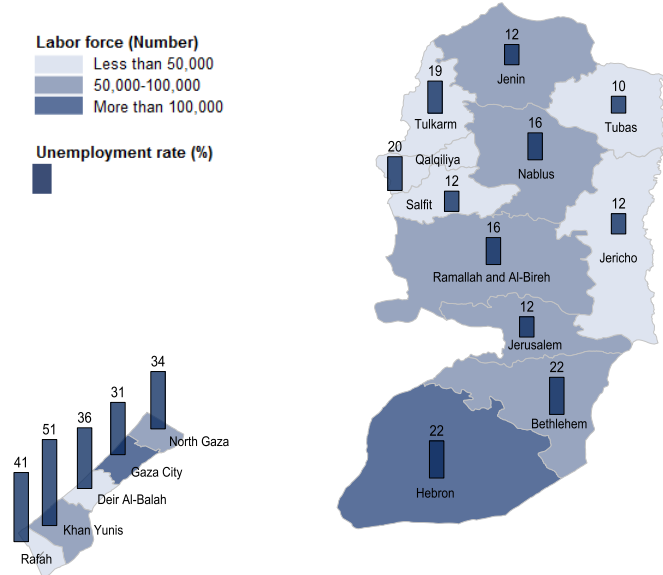 Labor force (Number)
Less than 50,000
50,000-100,000
More than 100,000
Unemployment rate (%)
12
Jenin
19
Tulkarm
10
Tubas
16
Nablus
20
Qalqiliya
12
Salfit
12
Jericho
16
Ramallah and Al-Bireh
12
Jerusalem
22
Bethlehem
22
Hebron
34
North Gaza
31
Gaza City
36
Deir Al-Balah
51
Khan Yunis
41
Rafah